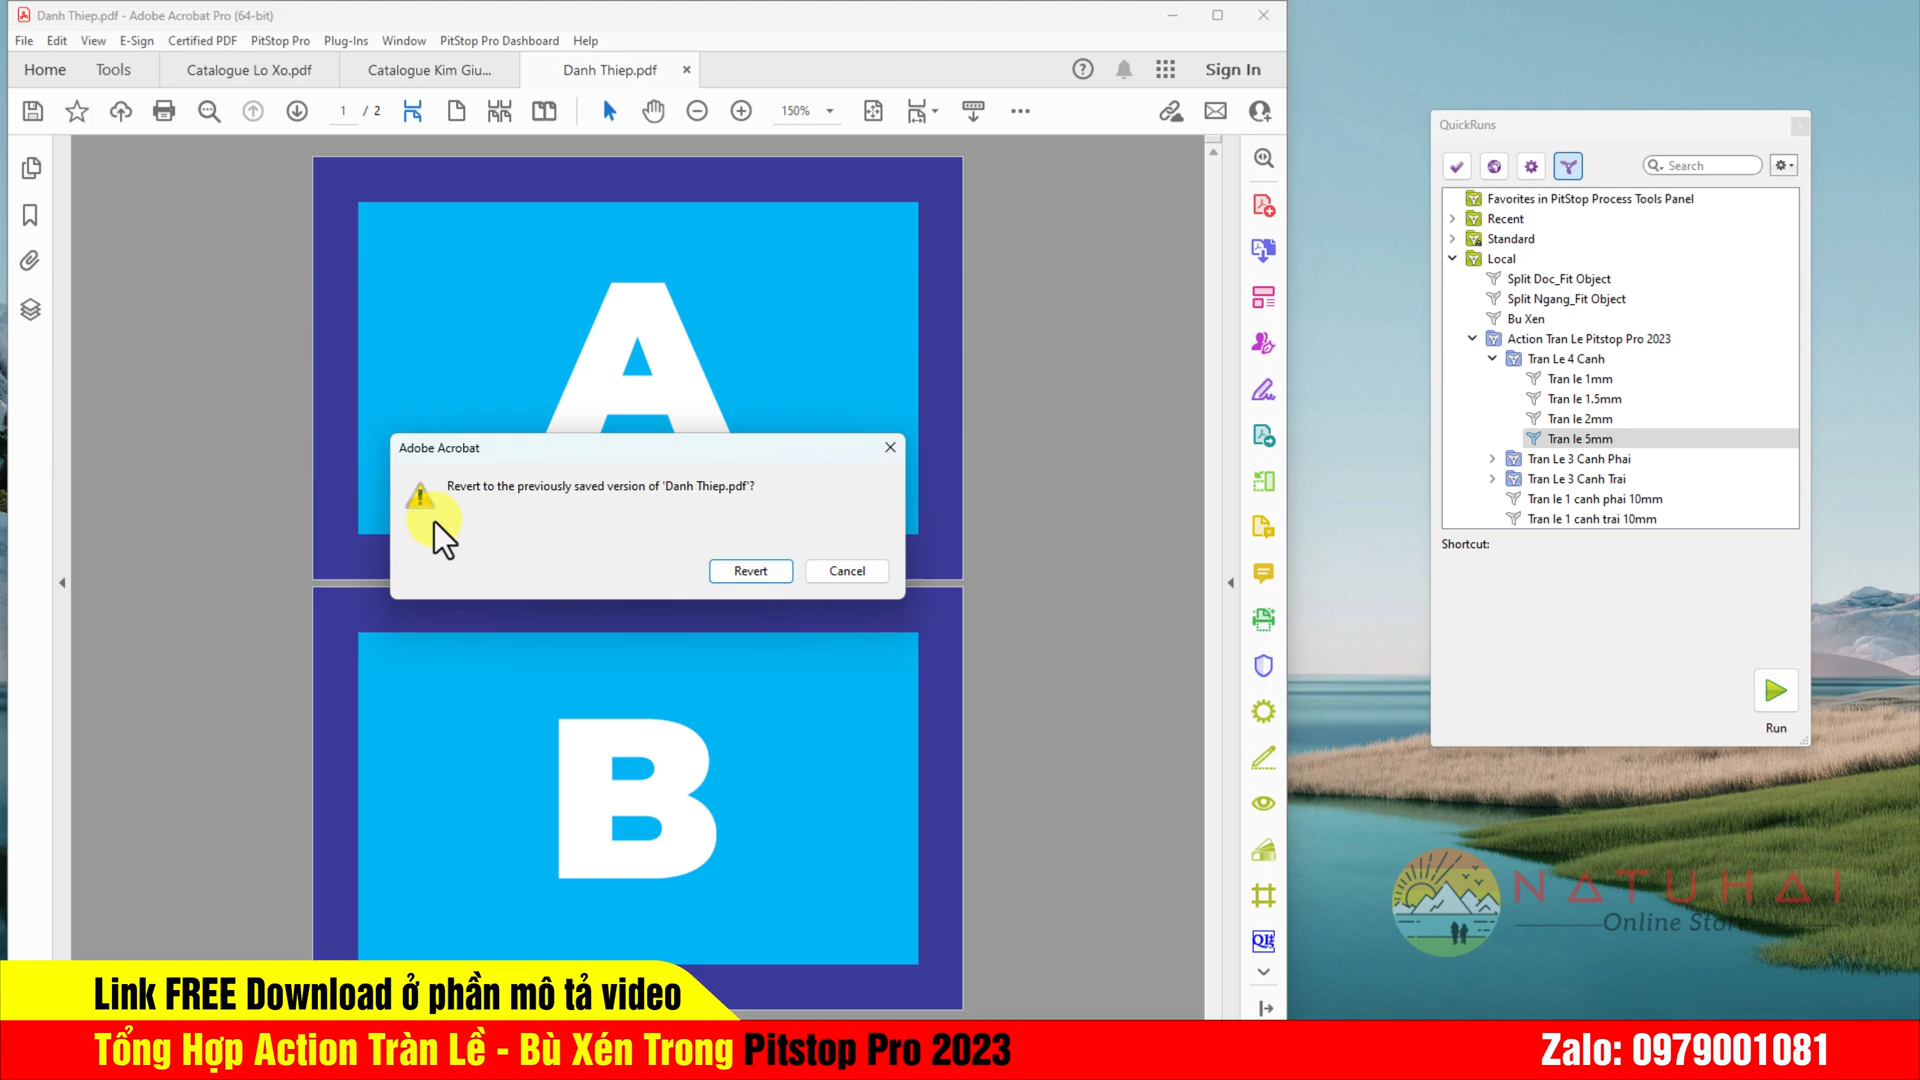 Danh Thiep.pdf - Adobe Acrobat Pro (64-bit)
File Edit View E-Sign Certified PDF PitStop Pro Plug-Ins Window PitStop Pro Dashboard Help
Home Tools Catalogue Lo Xo.pdf Catalogue Kim Giu... Danh Thiep.pdf Sign In
1 / 2 150%
A
Adobe Acrobat
Revert to the previously saved version of 'Danh Thiep.pdf'?
Revert Cancel
B
QuickRuns
Search
Favorites in PitStop Process Tools Panel
Recent
Standard
Local
Split Doc_Fit Object
Split Ngang_Fit Object
Bu Xen
Action Tran Le Pitstop Pro 2023
Tran Le 4 Canh
Tran le 1mm
Tran le 1.5mm
Tran le 2mm
Tran le 5mm
Tran Le 3 Canh Phai
Tran Le 3 Canh Trai
Tran le 1 canh phai 10mm
Tran le 1 canh trai 10mm
Shortcut:
Run
NATUHAI
Online Store
Link FREE Download ở phần mô tả video
Tổng Hợp Action Tràn Lề - Bù Xén Trong Pitstop Pro 2023
Zalo: 0979001081